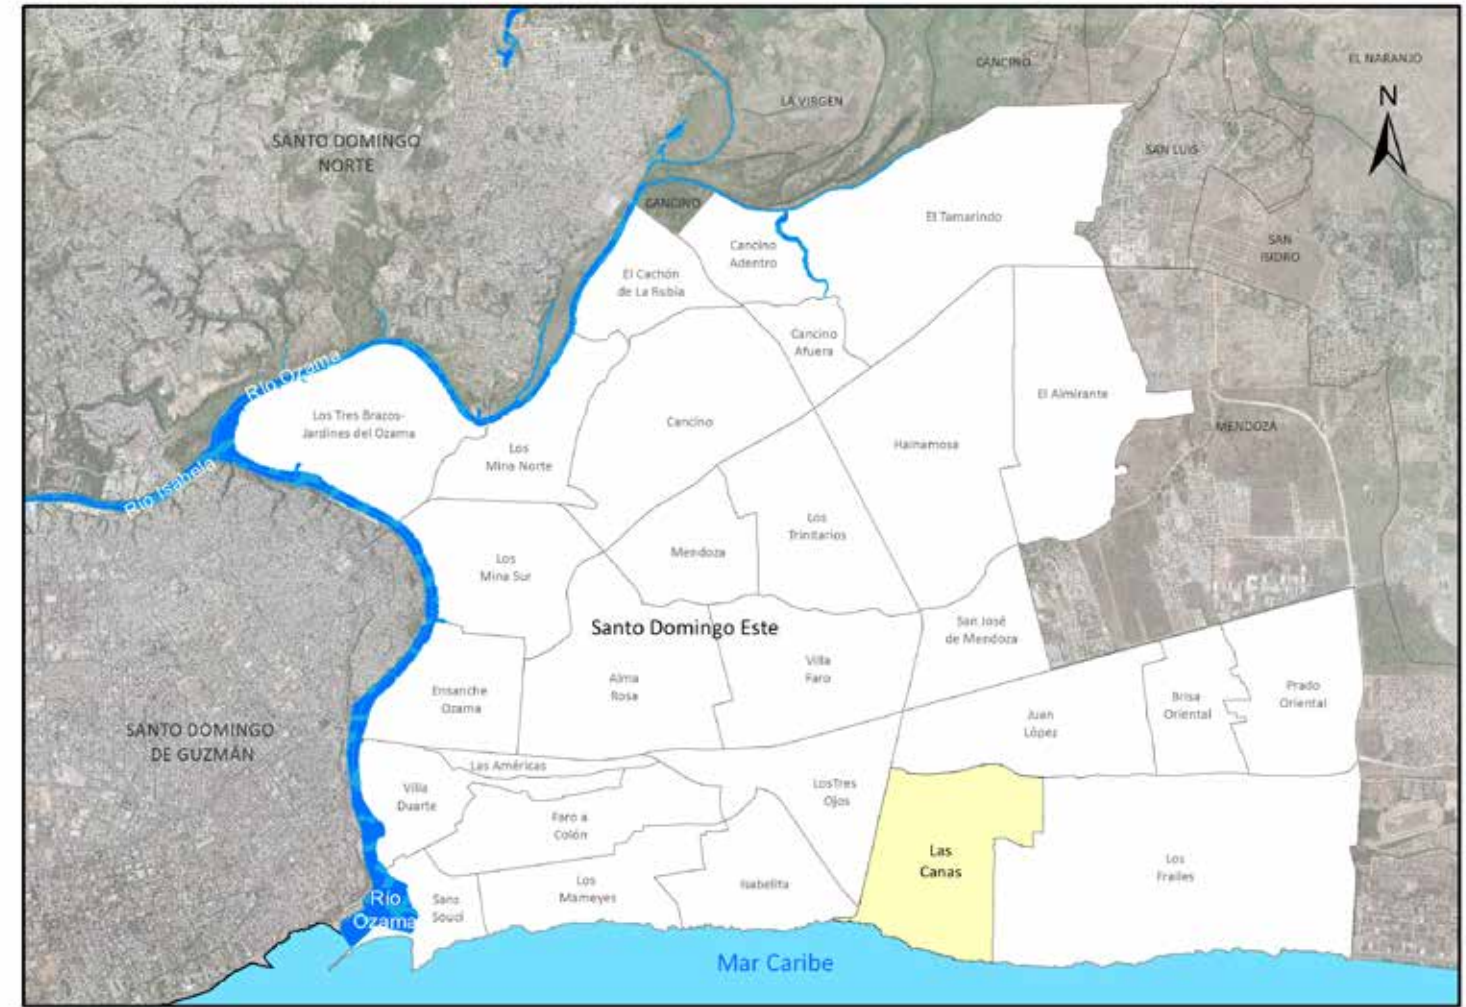 CANCINO
EL NARANJO
N
LA VIRGEN
SANTO DOMINGO
NORTE
SAN LUIS
CANCINO
El Tamarindo
SAN
ISIDRO
Cancino
Adentro
El Cachón
de La Rubia
Cancino
Afuera
Río Ozama
El Almirante
Los Tres Brazos-
Jardines del Ozama
Cancino
MENDOZA
Los
Mina Norte
Hainamosa
Río Isabela
Los
Trinitarios
Mendoza
Los
Mina Sur
Santo Domingo Este
San José
de Mendoza
Villa
Faro
Alma
Rosa
Ensanche
Ozama
Prado
Oriental
Brisa
Oriental
Juan
López
SANTO DOMINGO
DE GUZMÁN
Las Américas
Villa
Duarte
LosTres
Ojos
Faro a
Colón
Las
Canas
Los
Frailes
Los
Mameyes
Isabelita
Sans
Souci
Río
Ozama
Mar Caribe